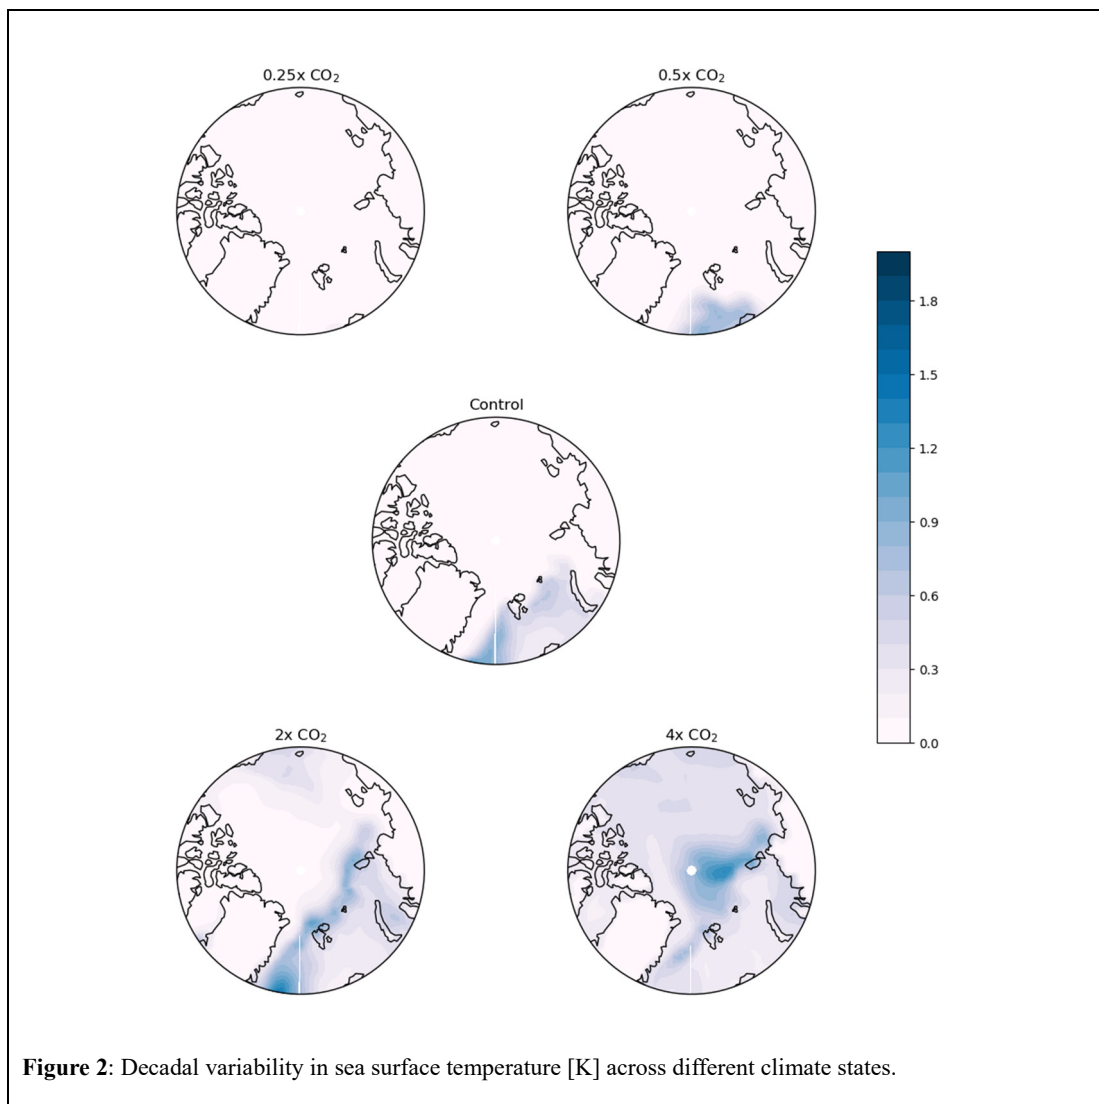 0.25x CO₂
0.5x CO₂
Control
2x CO₂
4x CO₂
1.8
1.5
1.2
0.9
0.6
0.3
0.0
Figure 2: Decadal variability in sea surface temperature [K] across different climate states.